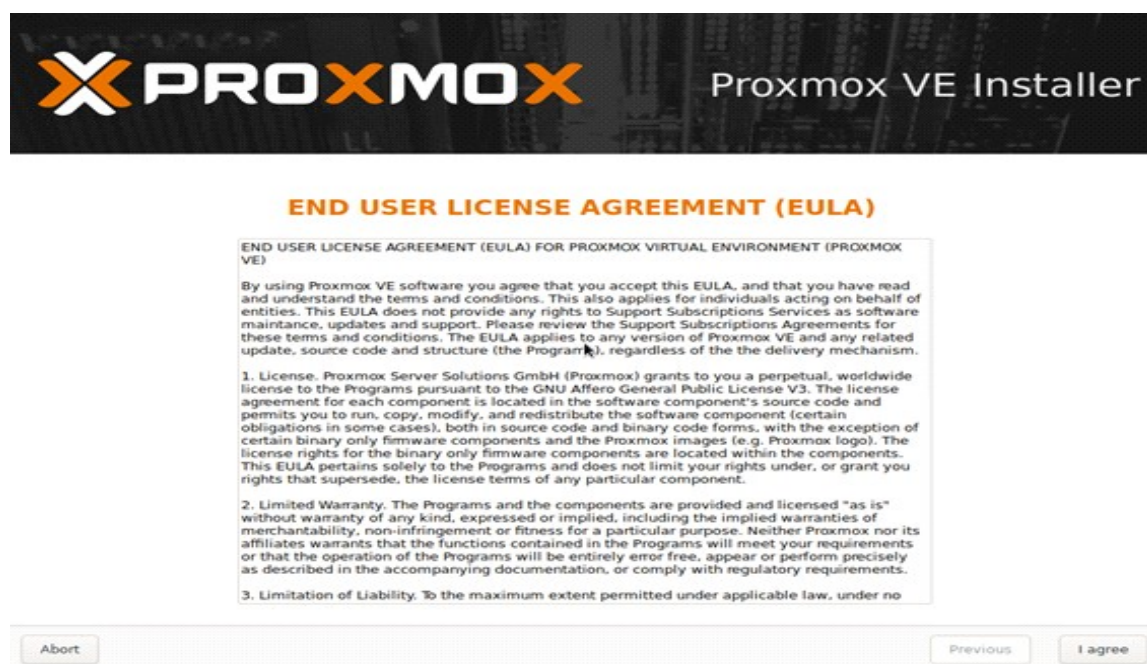 PROXMOX
Proxmox VE Installer
END USER LICENSE AGREEMENT (EULA)
END USER LICENSE AGREEMENT (EULA) FOR PROXMOX VIRTUAL ENVIRONMENT (PROXMOX
VE)
By using Proxmox VE software you agree that you accept this EULA, and that you have read
and understand the terms and conditions. This also applies for individuals acting on behalf of
entities. This EULA does not provide any rights to Support Subscriptions Services as software
maintance, updates and support. Please review the Support Subscriptions Agreements for
these terms and conditions. The EULA applies to any version of Proxmox VE and any related
update, source code and structure (the Programs), regardless of the the delivery mechanism.
1. License. Proxmox Server Solutions GmbH (Proxmox) grants to you a perpetual, worldwide
license to the Programs pursuant to the GNU Affero General Public License V3. The license
agreement for each component is located in the software component's source code and
permits you to run, copy, modify, and redistribute the software component (certain
obligations in some cases), both in source code and binary code forms, with the exception of
certain binary only firmware components and the Proxmox images (e.g. Proxmox logo). The
license rights for the binary only firmware components are located within the components.
This EULA pertains solely to the Programs and does not limit your rights under, or grant you
rights that supersede, the license terms of any particular component.
2. Limited Warranty. The Programs and the components are provided and licensed "as is"
without warranty of any kind, expressed or implied, including the implied warranties of
merchantability, non-infringement or fitness for a particular purpose. Neither Proxmox nor its
affiliates warrants that the functions contained in the Programs will meet your requirements
or that the operation of the Programs will be entirely error free, appear or perform precisely
as described in the accompanying documentation, or comply with regulatory requirements.
3. Limitation of Liability. To the maximum extent permitted under applicable law, under no
Abort
Previous
I agree